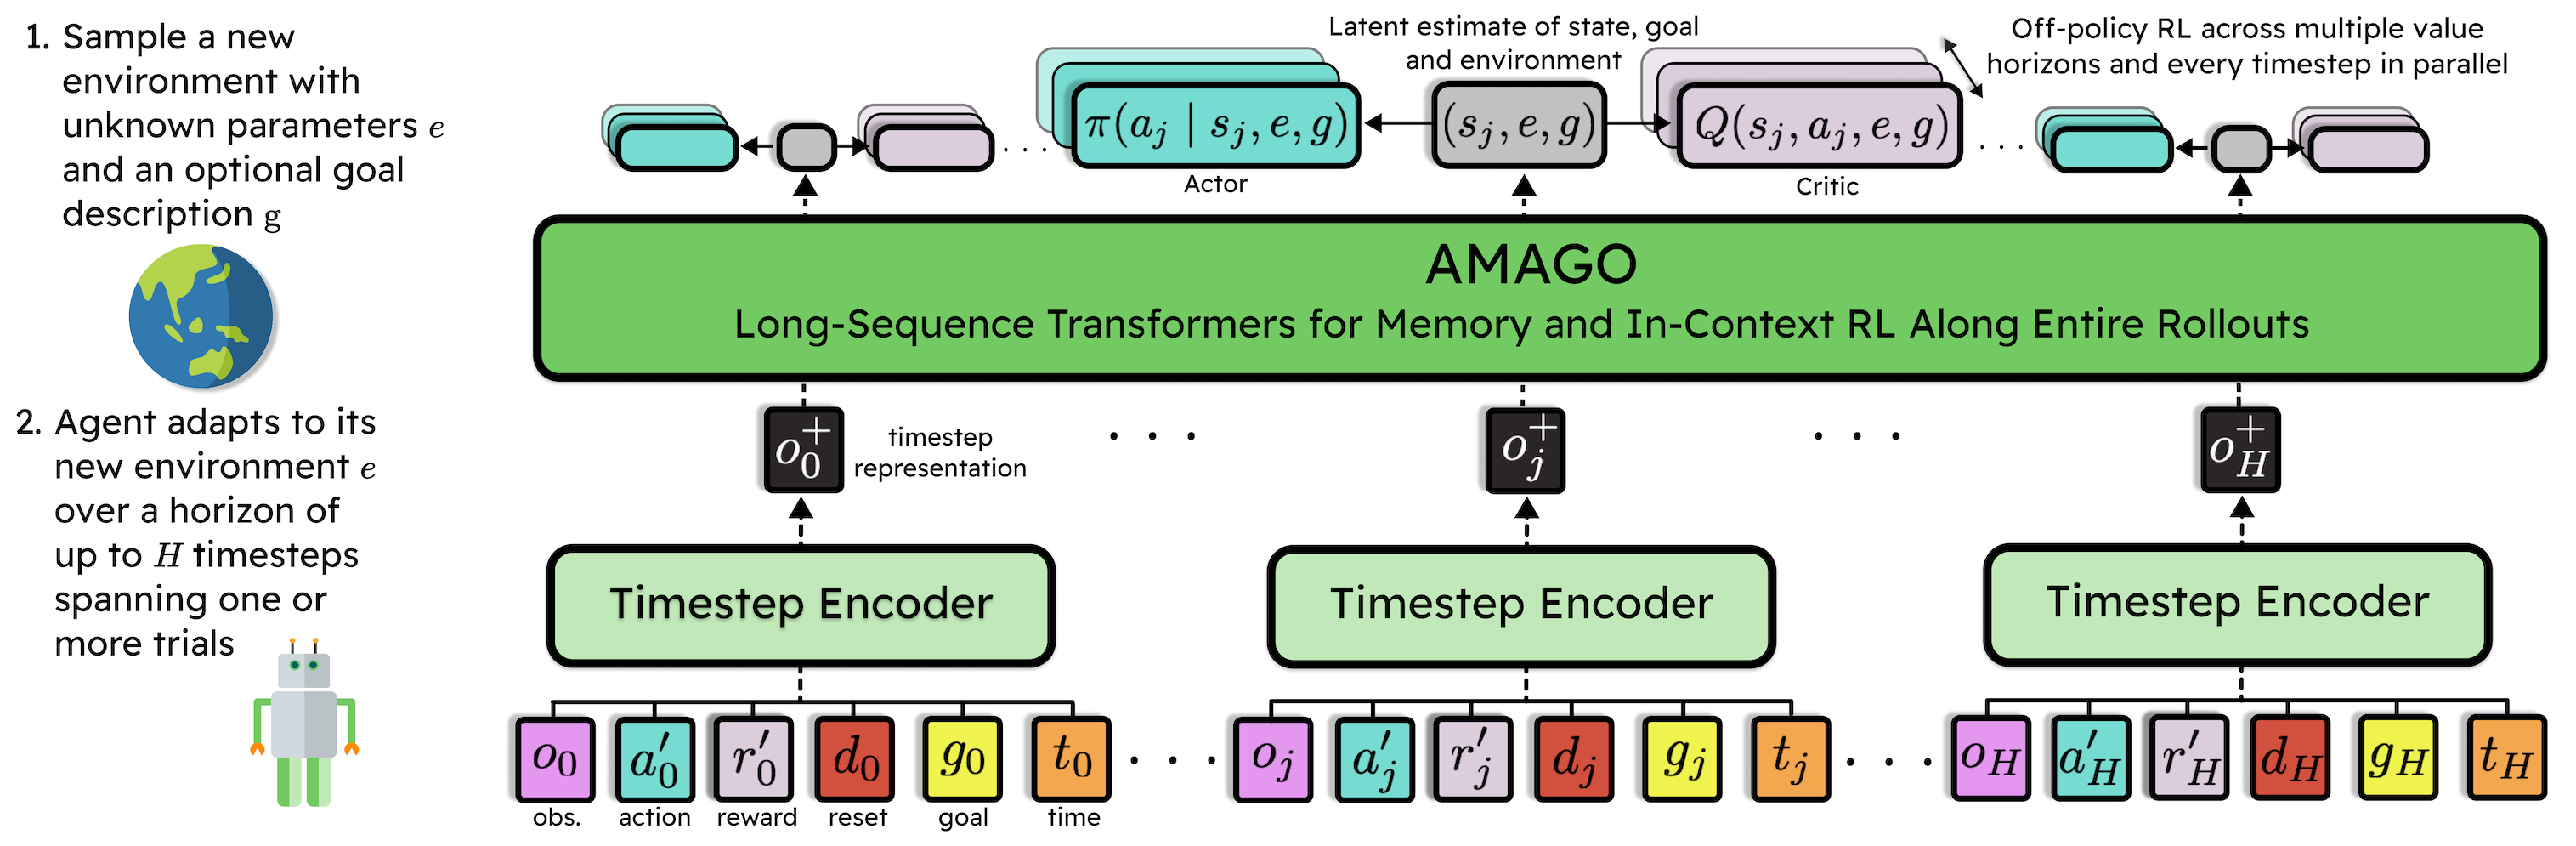 1. Sample a new
environment with
unknown parameters e
and an optional goal
description g
2. Agent adapts to its
new environment e
over a horizon of
up to H timesteps
spanning one or
more trials
Latent estimate of state, goal
and environment
Off-policy RL across multiple value
horizons and every timestep in parallel
. . . π(a_j | s_j, e, g) (s_j, e, g) Q(s_j, a_j, e, g) . . .
Actor Critic
AMAGO
Long-Sequence Transformers for Memory and In-Context RL Along Entire Rollouts
o_0^+ timestep . . . o_j^+ . . . o_H^+
representation
Timestep Encoder Timestep Encoder Timestep Encoder
o_0 a′_0 r′_0 d_0 g_0 t_0 . . . o_j a′_j r′_j d_j g_j t_j . . . o_H a′_H r′_H d_H g_H t_H
obs. action reward reset goal time